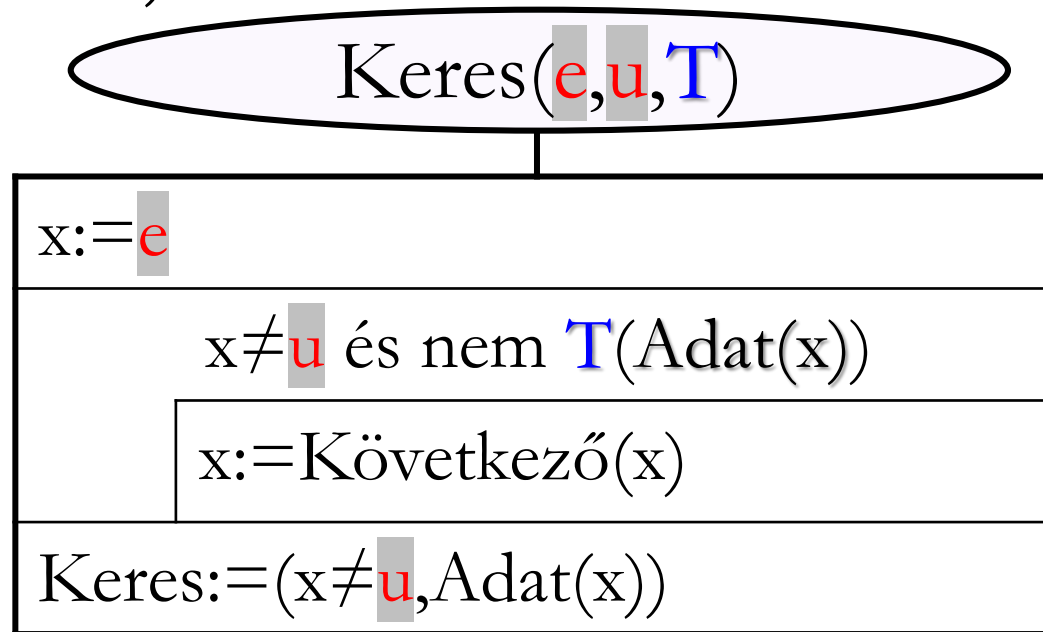 Keres(e,u,T)
x:=e
x≠u és nem T(Adat(x))
x:=Következő(x)
Keres:=(x≠u,Adat(x))